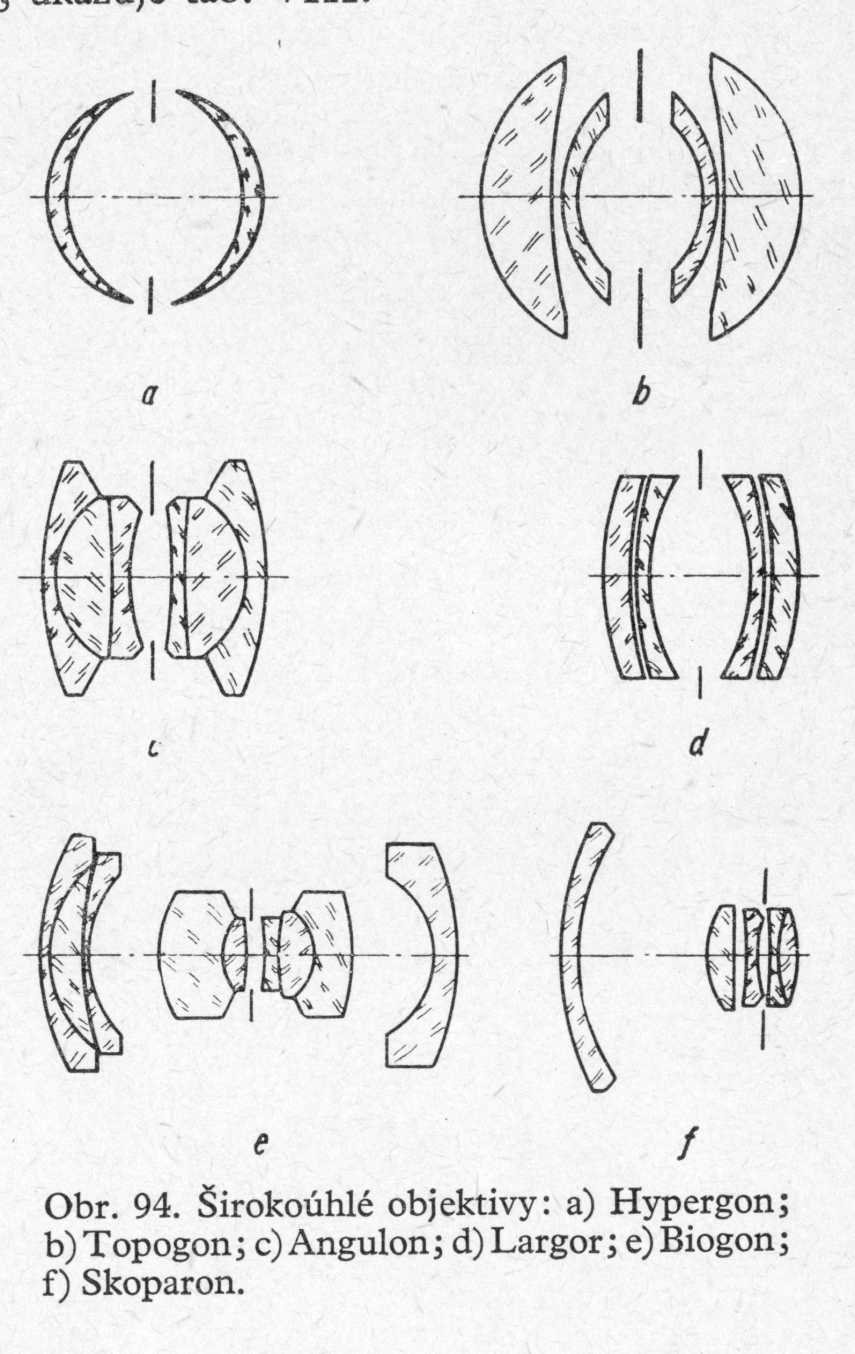 a
b
c
d
e
f
Obr. 94. Širokoúhlé objektivy: a) Hypergon;
b) Topogon; c) Angulon; d) Largor; e) Biogon;
f) Skoparon.